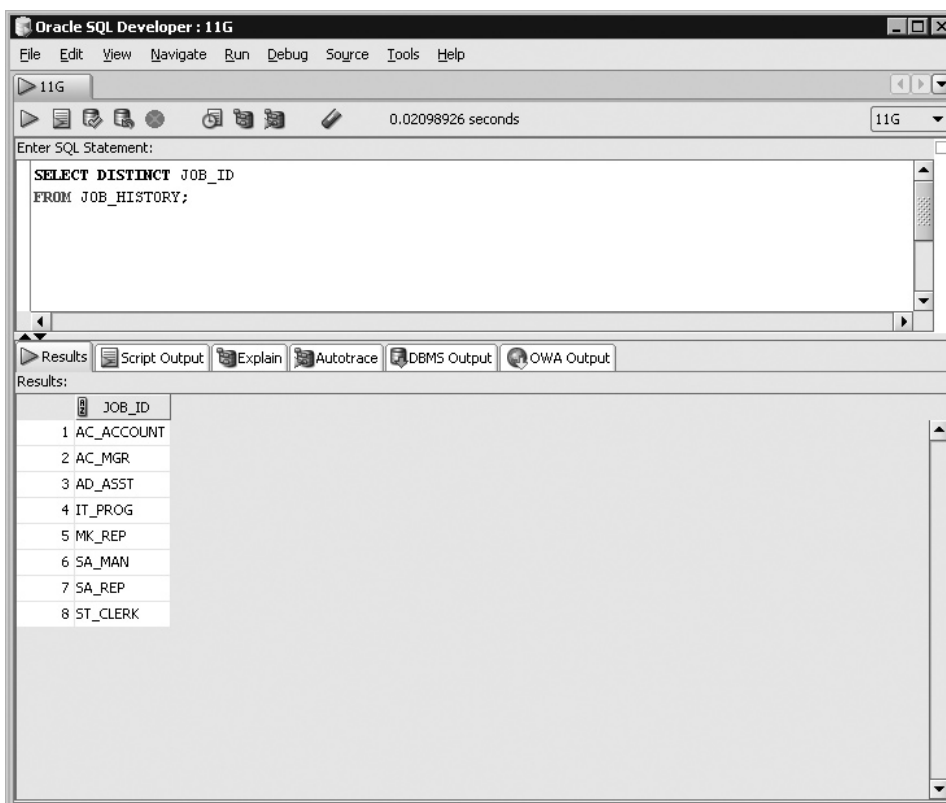 Oracle SQL Developer : 11G
File Edit View Navigate Run Debug Source Tools Help
11G
0.02098926 seconds 11G
Enter SQL Statement:
SELECT DISTINCT JOB_ID
FROM JOB_HISTORY;
Results Script Output Explain Autotrace DBMS Output OWA Output
Results:
JOB_ID
1 AC_ACCOUNT
2 AC_MGR
3 AD_ASST
4 IT_PROG
5 MK_REP
6 SA_MAN
7 SA_REP
8 ST_CLERK